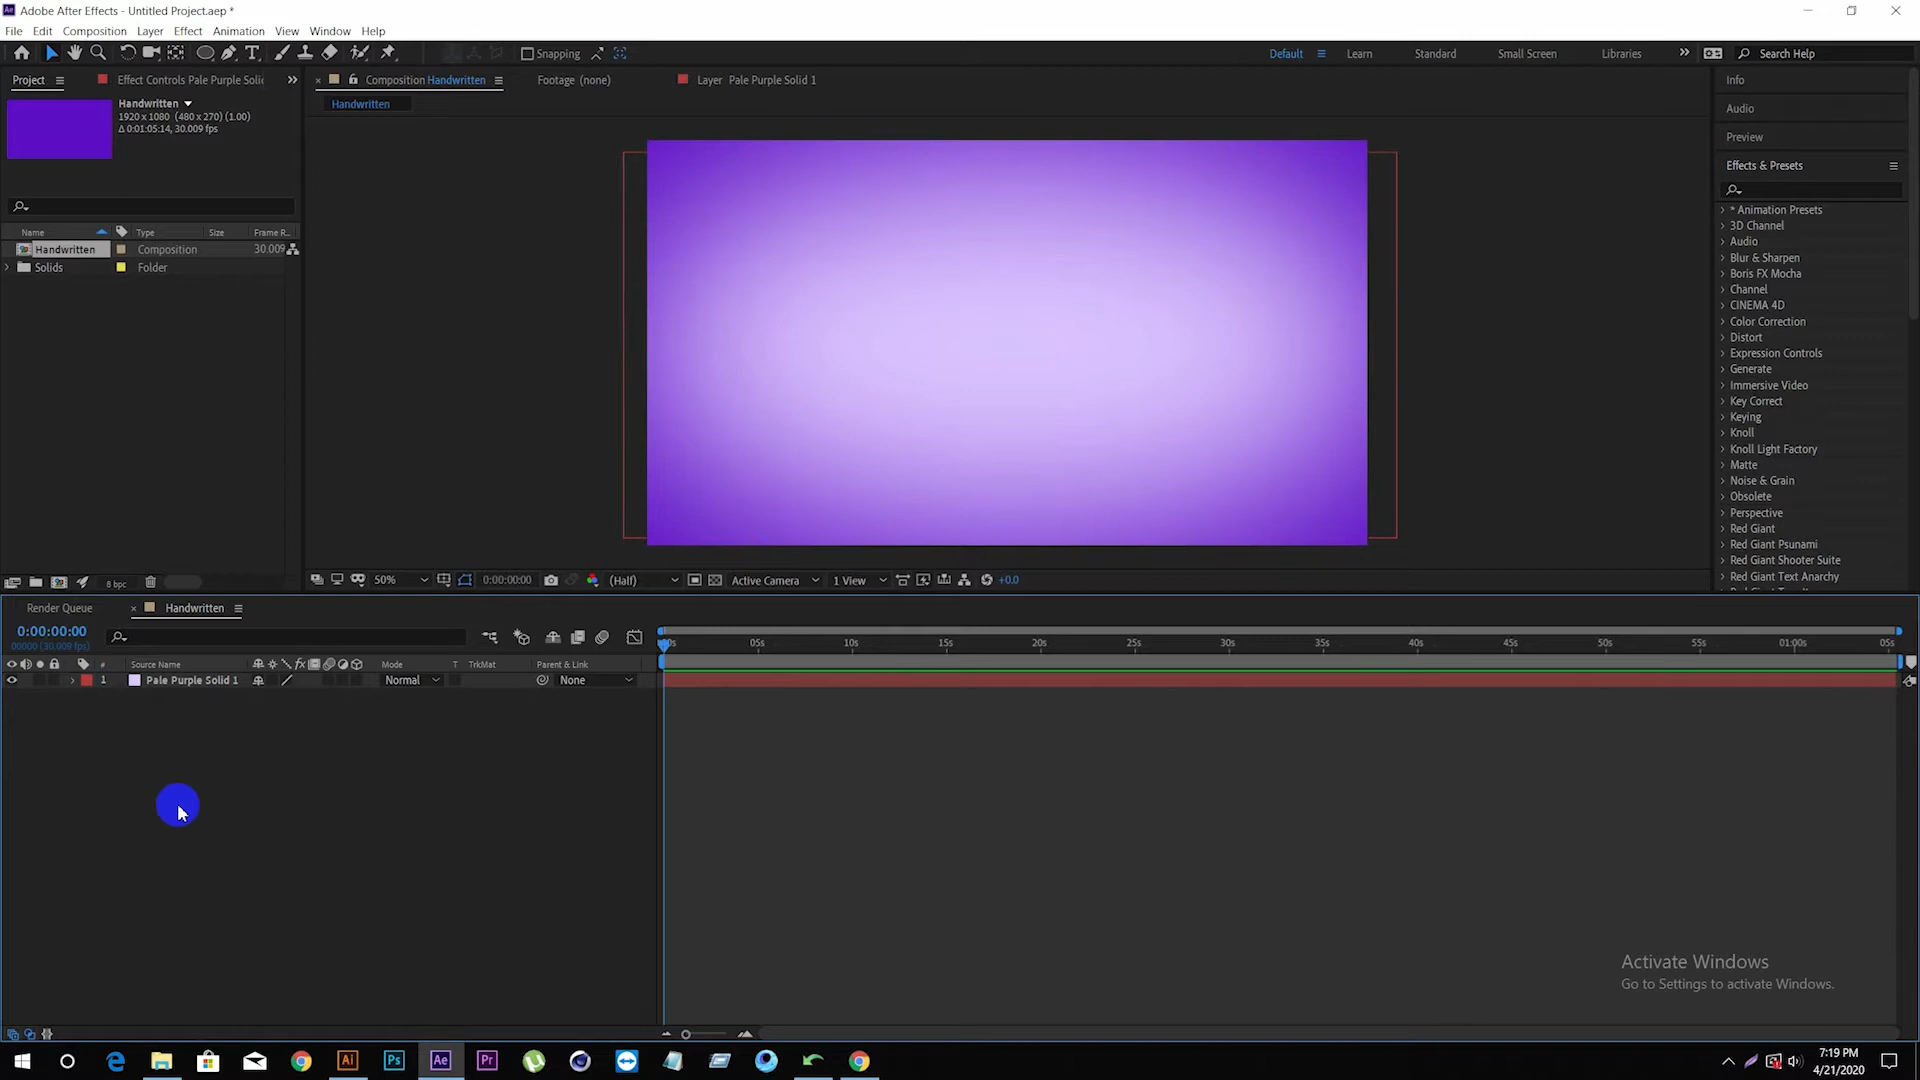 Adobe After Effects - Untitled Project.aep *
File Edit Composition Layer Effect Animation View Window Help
Snapping
Default Learn Standard Small Screen Libraries Search Help
Project Effect Controls Pale Purple Solid
Composition Handwritten Footage (none) Layer Pale Purple Solid 1
Info
Handwritten
1920 x 1080 (480 x 270) (1.00)
Δ 0:01:05:14, 30.009 fps
Handwritten
Audio
Preview
Effects & Presets
Name Type Size Frame R...
Handwritten Composition 30.009
Solids Folder
* Animation Presets
3D Channel
Audio
Blur & Sharpen
Boris FX Mocha
Channel
CINEMA 4D
Color Correction
Distort
Expression Controls
Generate
Immersive Video
Key Correct
Keying
Knoll
Knoll Light Factory
Matte
Noise & Grain
Obsolete
Perspective
Red Giant
Red Giant Psunami
Red Giant Shooter Suite
Red Giant Text Anarchy
8 bpc
50% 0:00:00:00 (Half) Active Camera 1 View +0.0
Render Queue Handwritten
0:00:00:00
00000 (30.009 fps)
05s 10s 15s 20s 25s 30s 35s 40s 45s 50s 55s 01:00s 05s
# Source Name fx Mode T TrkMat Parent & Link
1 Pale Purple Solid 1 Normal None
Activate Windows
Go to Settings to activate Windows.
Ai Ps Ae Pr
7:19 PM
4/21/2020